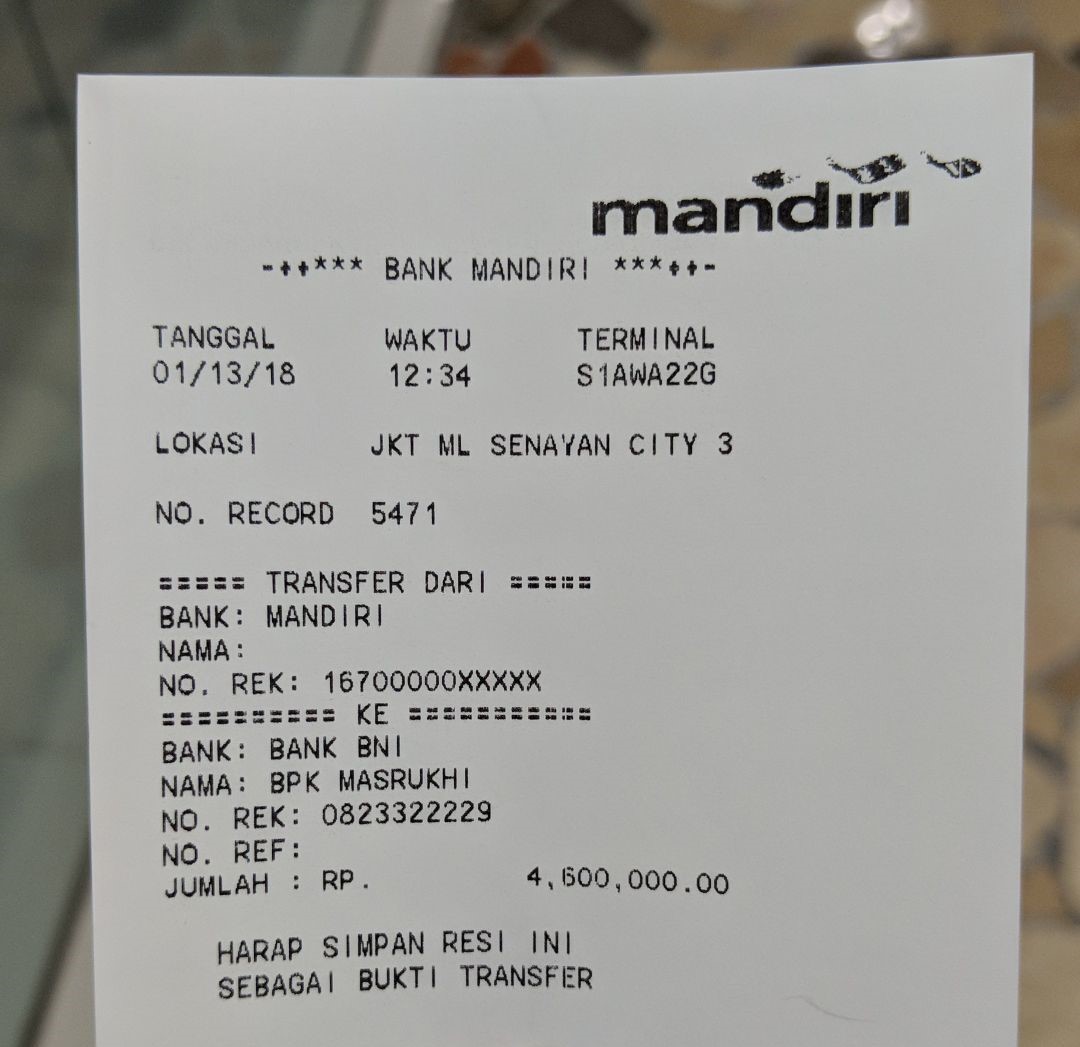 mandiri
-++*** BANK MANDIRI ***++-
TANGGAL WAKTU TERMINAL
01/13/18 12:34 S1AWA22G
LOKASI JKT ML SENAYAN CITY 3
NO. RECORD 5471
===== TRANSFER DARI =====
BANK: MANDIRI
NAMA:
NO. REK: 16700000XXXXX
========== KE ===========
BANK: BANK BNI
NAMA: BPK MASRUKHI
NO. REK: 0823322229
NO. REF:
JUMLAH : RP. 4,600,000.00
HARAP SIMPAN RESI INI
SEBAGAI BUKTI TRANSFER